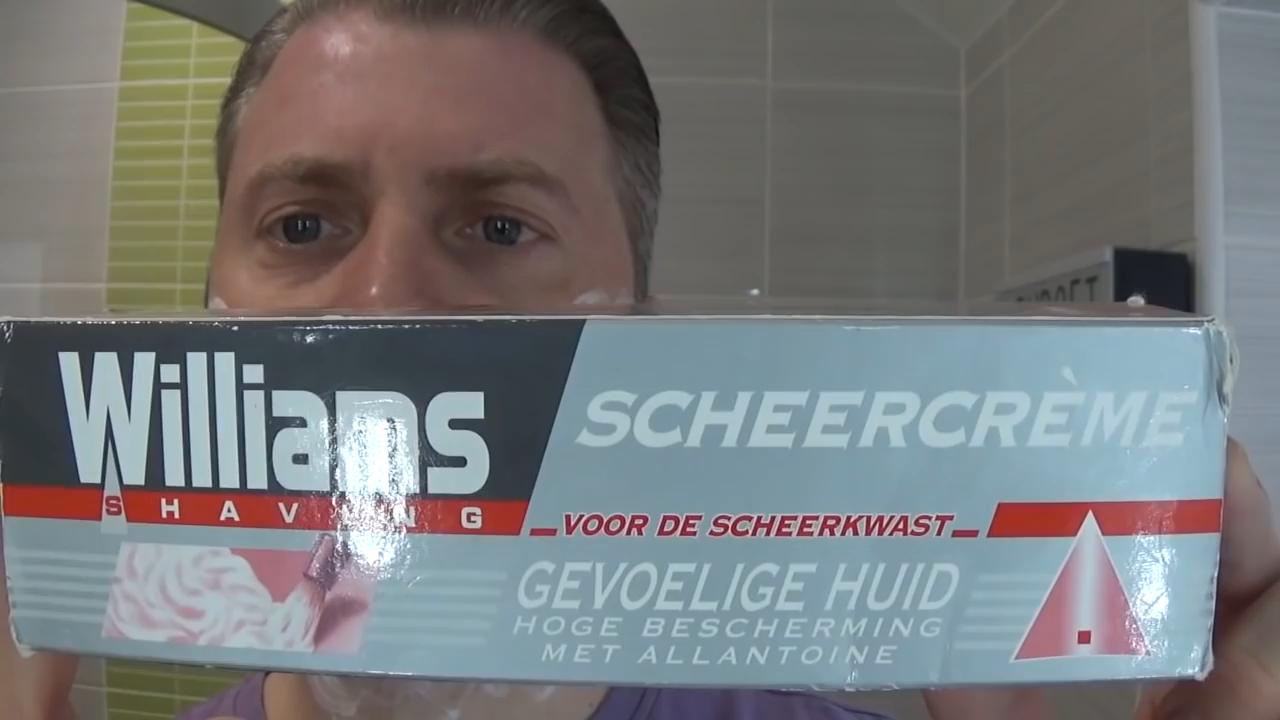 Williams
SHAVING
SCHEERCRÈME
VOOR DE SCHEERKWAST
GEVOELIGE HUID
HOGE BESCHERMING
MET ALLANTOINE